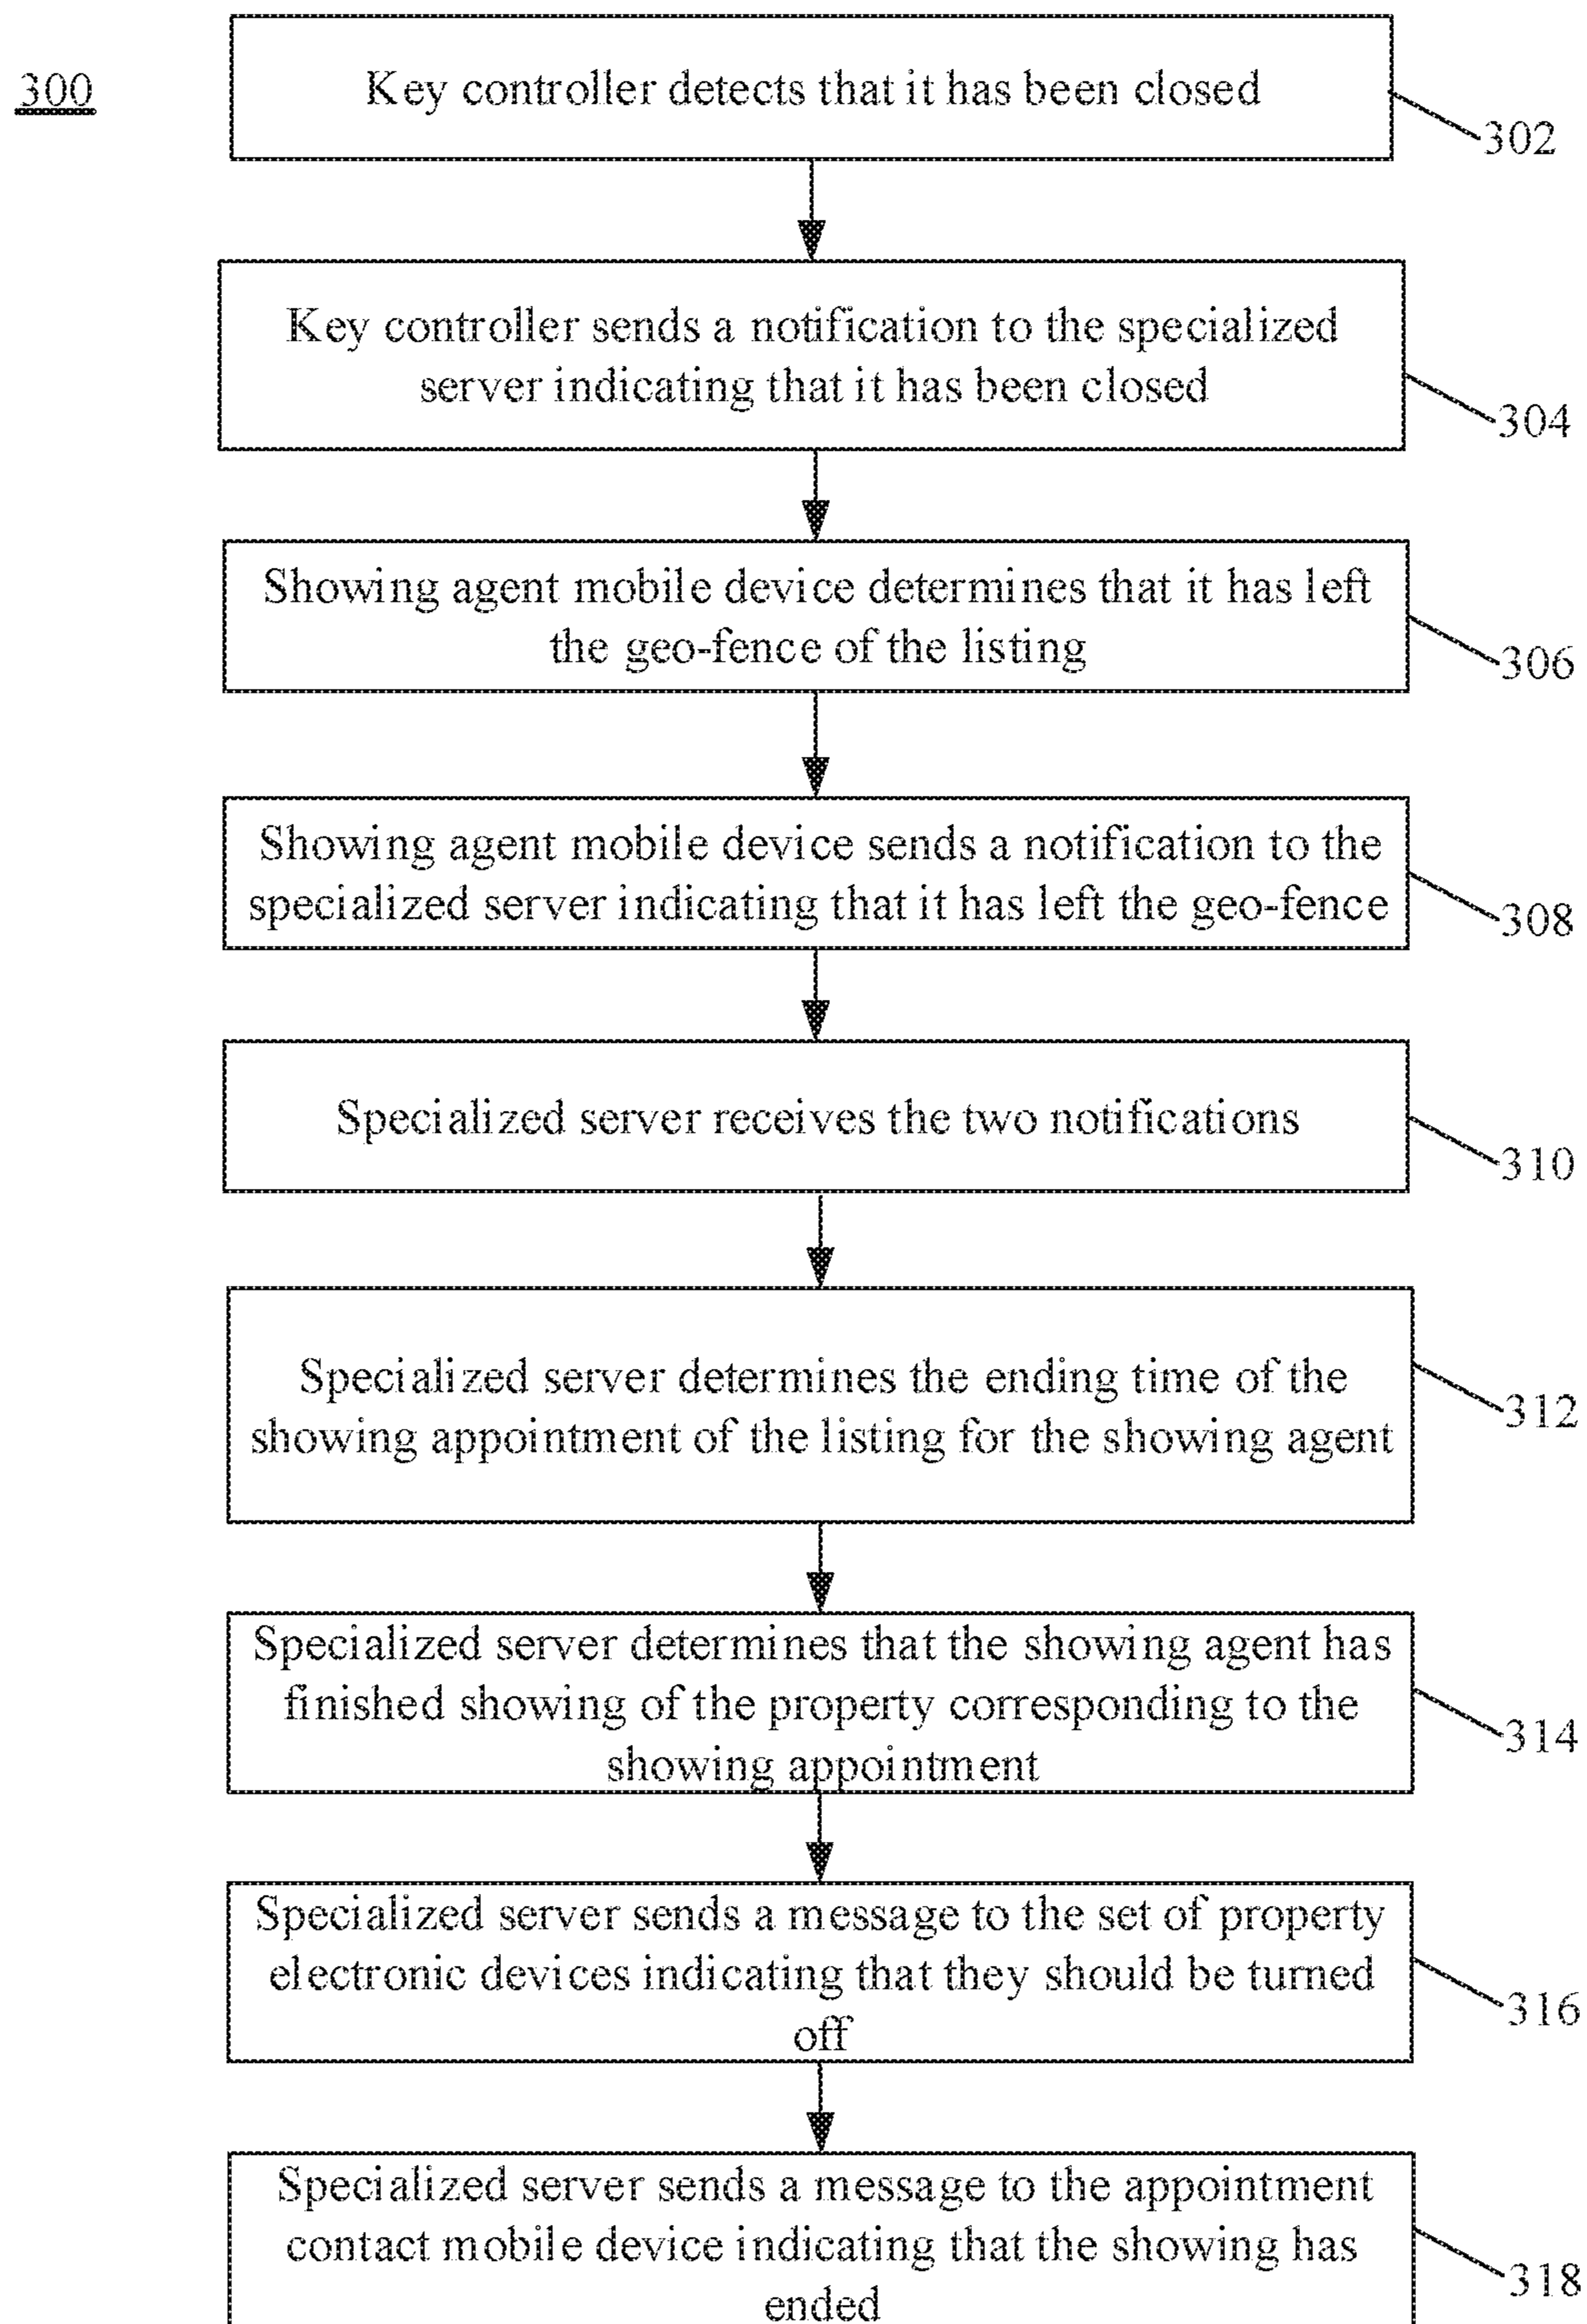 300
Key controller detects that it has been closed
302
Key controller sends a notification to the specialized
server indicating that it has been closed
304
Showing agent mobile device determines that it has left
the geo-fence of the listing
306
Showing agent mobile device sends a notification to the
specialized server indicating that it has left the geo-fence
308
Specialized server receives the two notifications
310
Specialized server determines the ending time of the
showing appointment of the listing for the showing agent
312
Specialized server determines that the showing agent has
finished showing of the property corresponding to the
showing appointment
314
Specialized server sends a message to the set of property
electronic devices indicating that they should be turned
off
316
Specialized server sends a message to the appointment
contact mobile device indicating that the showing has
ended
318